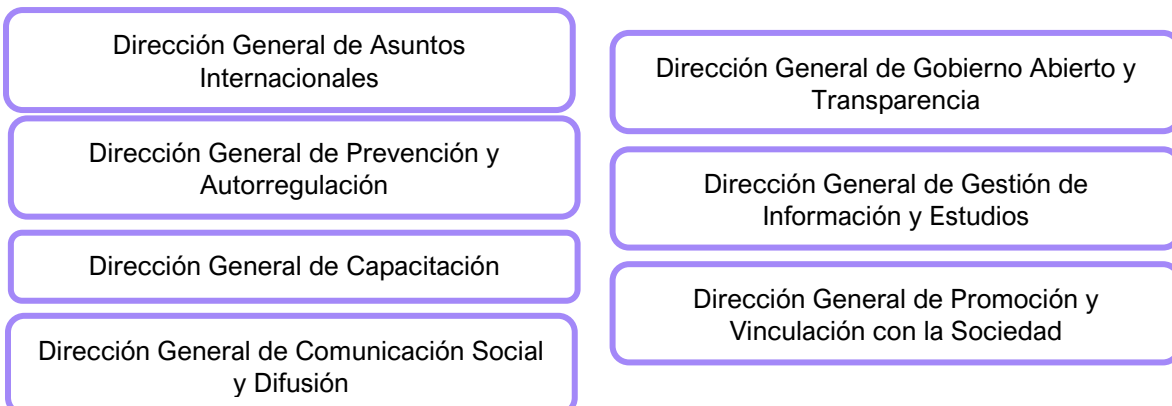 Dirección General de Asuntos
Internacionales
Dirección General de Prevención y
Autorregulación
Dirección General de Capacitación
Dirección General de Comunicación Social
y Difusión
Dirección General de Gobierno Abierto y
Transparencia
Dirección General de Gestión de
Información y Estudios
Dirección General de Promoción y
Vinculación con la Sociedad